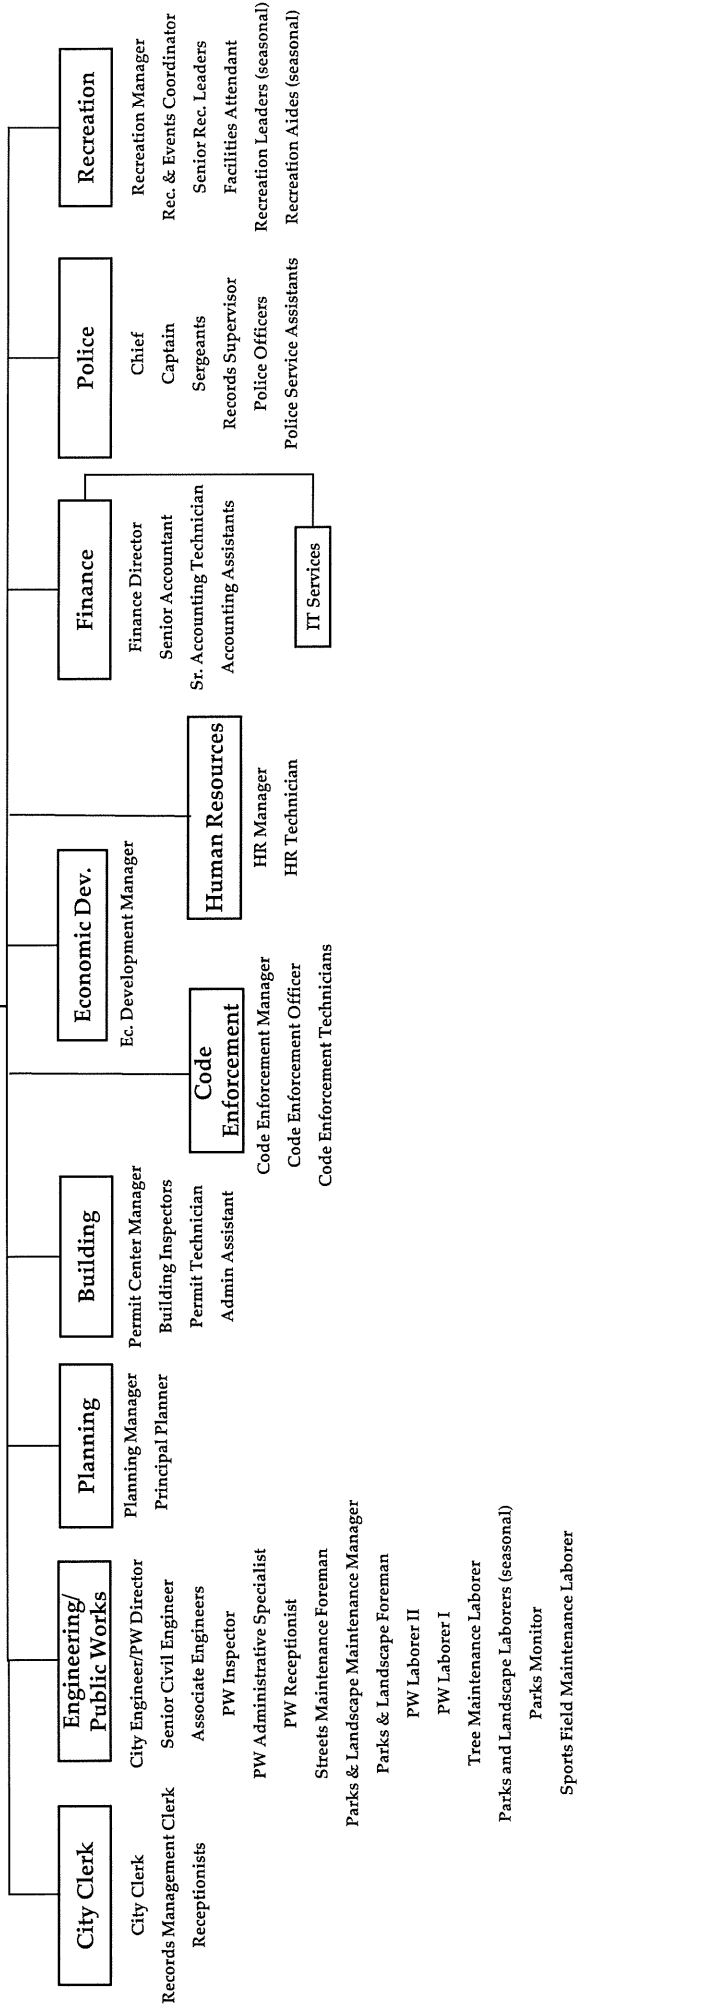 City Clerk
City Clerk
Records Management Clerk
Receptionists
Engineering/
Public Works
City Engineer/PW Director
Senior Civil Engineer
Associate Engineers
PW Inspector
PW Administrative Specialist
PW Receptionist
Streets Maintenance Foreman
Parks & Landscape Maintenance Manager
Parks & Landscape Foreman
PW Laborer II
PW Laborer I
Tree Maintenance Laborer
Parks and Landscape Laborers (seasonal)
Parks Monitor
Sports Field Maintenance Laborer
Planning
Planning Manager
Principal Planner
Building
Permit Center Manager
Building Inspectors
Permit Technician
Admin Assistant
Code
Enforcement
Code Enforcement Manager
Code Enforcement Officer
Code Enforcement Technicians
Economic Dev.
Ec. Development Manager
Human Resources
HR Manager
HR Technician
Finance
Finance Director
Senior Accountant
Sr. Accounting Technician
Accounting Assistants
IT Services
Police
Chief
Captain
Sergeants
Records Supervisor
Police Officers
Police Service Assistants
Recreation
Recreation Manager
Rec. & Events Coordinator
Senior Rec. Leaders
Facilities Attendant
Recreation Leaders (seasonal)
Recreation Aides (seasonal)